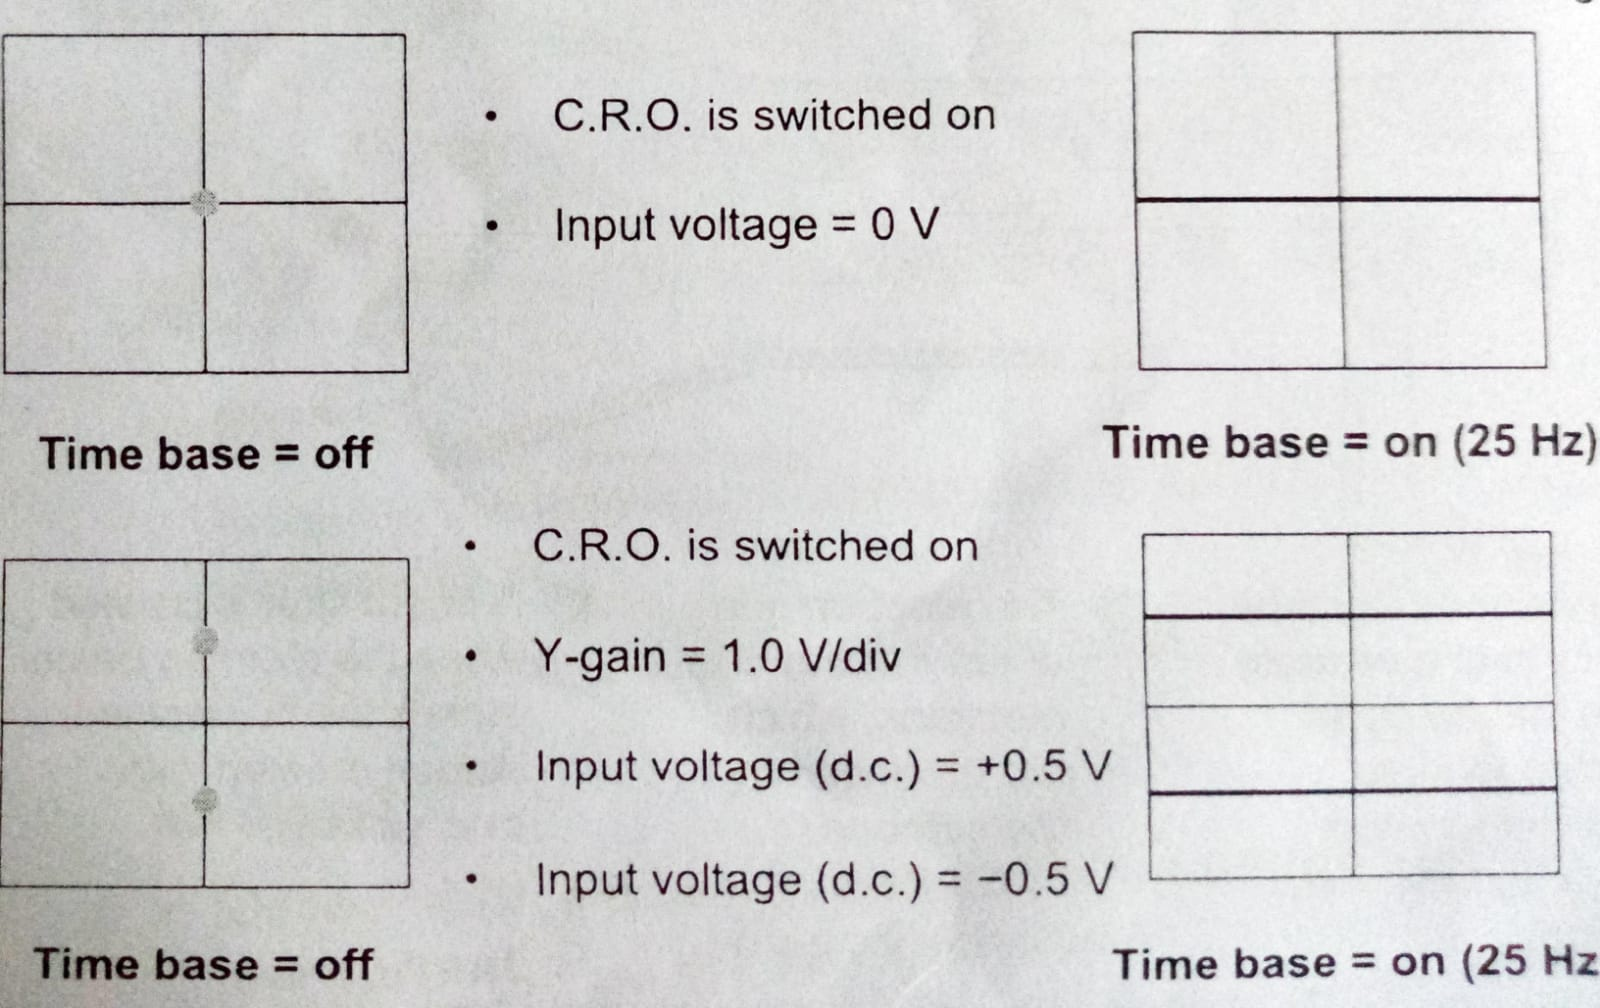 • C.R.O. is switched on
• Input voltage = 0 V
Time base = off
Time base = on (25 Hz)
• C.R.O. is switched on
• Y-gain = 1.0 V/div
• Input voltage (d.c.) = +0.5 V
• Input voltage (d.c.) = −0.5 V
Time base = off
Time base = on (25 Hz